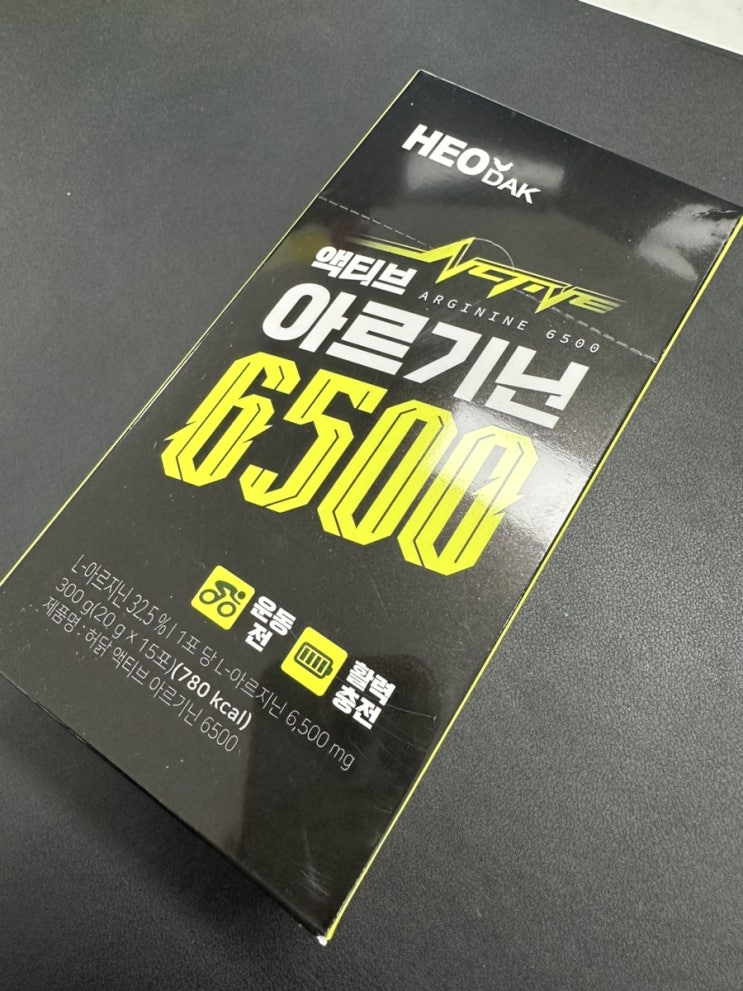 HEODAK
ACTIVE
액티브
ARGININE 6500
아르기닌
6500
운동
전
활력
충전
L-아르지닌 32.5 % | 1포 당 L-아르지닌 6,500 mg
300 g(20 g x 15포)(780 kcal)
제품명 : 허닭 액티브 아르기닌 6500